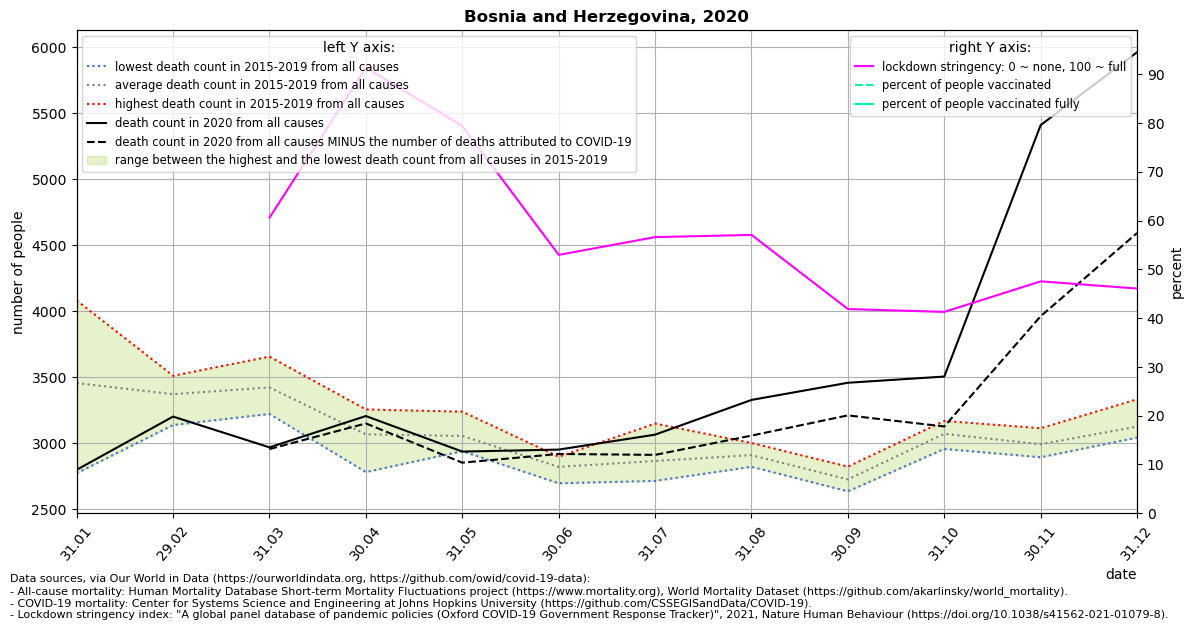 Bosnia and Herzegovina, 2020
left Y axis:
lowest death count in 2015-2019 from all causes
average death count in 2015-2019 from all causes
highest death count in 2015-2019 from all causes
death count in 2020 from all causes
death count in 2020 from all causes MINUS the number of deaths attributed to COVID-19
range between the highest and the lowest death count from all causes in 2015-2019
right Y axis:
lockdown stringency: 0 ~ none, 100 ~ full
percent of people vaccinated
percent of people vaccinated fully
number of people
6000
5500
5000
4500
4000
3500
3000
2500
percent
90
80
70
60
50
40
30
20
10
0
31.01
29.02
31.03
30.04
31.05
30.06
31.07
31.08
30.09
31.10
30.11
31.12
date
Data sources, via Our World in Data (https://ourworldindata.org, https://github.com/owid/covid-19-data):
- All-cause mortality: Human Mortality Database Short-term Mortality Fluctuations project (https://www.mortality.org), World Mortality Dataset (https://github.com/akarlinsky/world_mortality).
- COVID-19 mortality: Center for Systems Science and Engineering at Johns Hopkins University (https://github.com/CSSEGISandData/COVID-19).
- Lockdown stringency index: "A global panel database of pandemic policies (Oxford COVID-19 Government Response Tracker)", 2021, Nature Human Behaviour (https://doi.org/10.1038/s41562-021-01079-8).